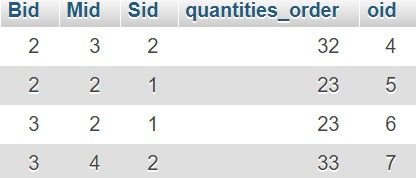 Bid Mid Sid quantities_order oid
2 3 2 32 4
2 2 1 23 5
3 2 1 23 6
3 4 2 33 7